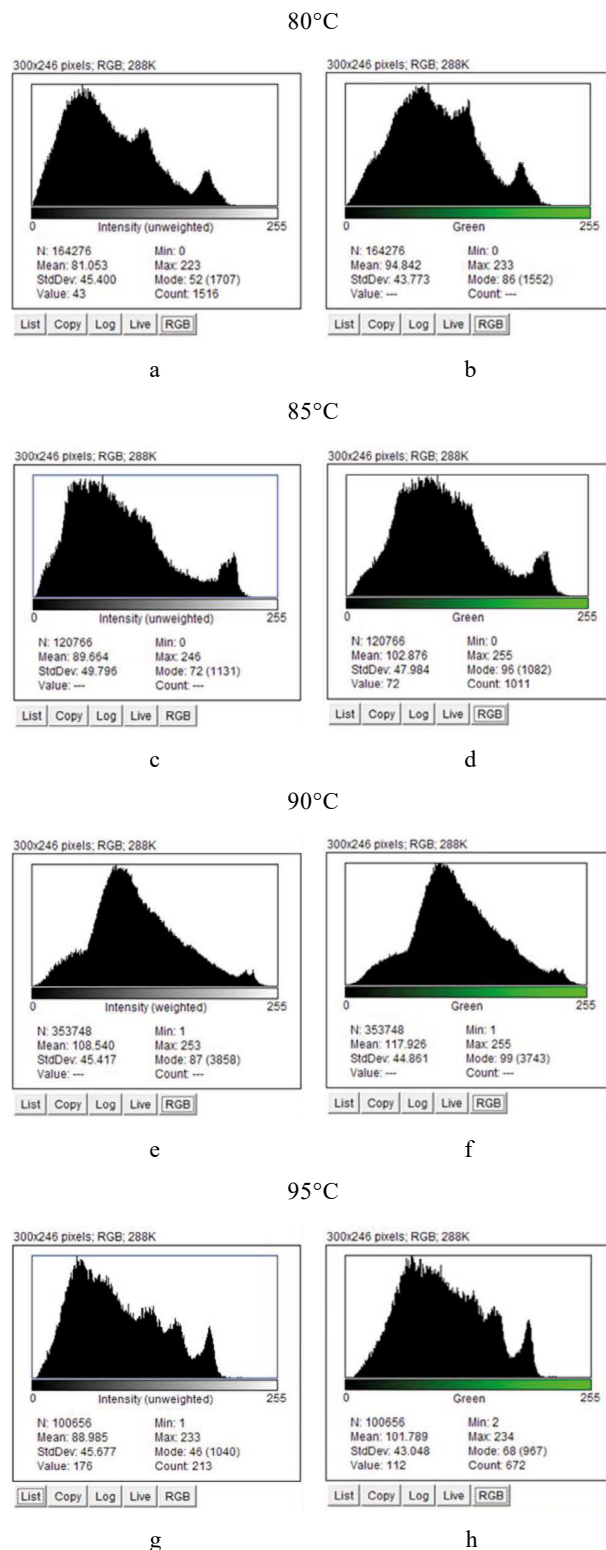 80°C
300x246 pixels; RGB; 288K
0 Intensity (unweighted) 255
N: 164276 Min: 0
Mean: 81.053 Max: 223
StdDev: 45.400 Mode: 52 (1707)
Value: 43 Count: 1516
List Copy Log Live RGB
a
300x246 pixels; RGB; 288K
0 Green 255
N: 164276 Min: 0
Mean: 94.842 Max: 233
StdDev: 43.773 Mode: 86 (1552)
Value: --- Count: ---
List Copy Log Live RGB
b
85°C
300x246 pixels; RGB; 288K
0 Intensity (unweighted) 255
N: 120766 Min: 0
Mean: 89.664 Max: 246
StdDev: 49.796 Mode: 72 (1131)
Value: --- Count: ---
List Copy Log Live RGB
c
300x246 pixels; RGB; 288K
0 Green 255
N: 120766 Min: 0
Mean: 102.876 Max: 255
StdDev: 47.984 Mode: 96 (1082)
Value: 72 Count: 1011
List Copy Log Live RGB
d
90°C
300x246 pixels; RGB; 288K
0 Intensity (weighted) 255
N: 353748 Min: 1
Mean: 108.540 Max: 253
StdDev: 45.417 Mode: 87 (3858)
Value: --- Count: ---
List Copy Log Live RGB
e
300x246 pixels; RGB; 288K
0 Green 255
N: 353748 Min: 1
Mean: 117.926 Max: 255
StdDev: 44.861 Mode: 99 (3743)
Value: --- Count: ---
List Copy Log Live RGB
f
95°C
300x246 pixels; RGB; 288K
0 Intensity (unweighted) 255
N: 100656 Min: 1
Mean: 88.985 Max: 233
StdDev: 45.677 Mode: 46 (1040)
Value: 176 Count: 213
List Copy Log Live RGB
g
300x246 pixels; RGB; 288K
0 Green 255
N: 100656 Min: 2
Mean: 101.789 Max: 234
StdDev: 43.048 Mode: 68 (967)
Value: 112 Count: 672
List Copy Log Live RGB
h